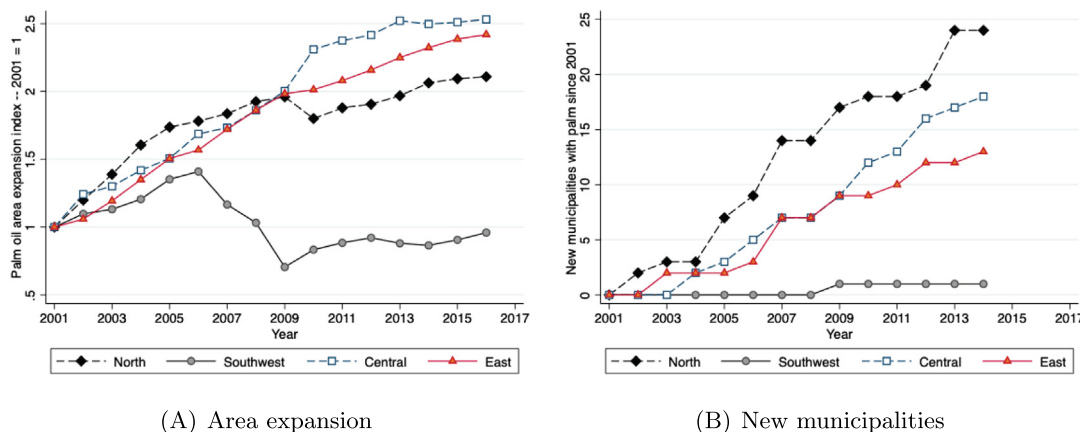 Palm oil area expansion index -- 2001 = 1
2.5
2
1.5
1
.5
2001 2003 2005 2007 2009 2011 2013 2015 2017
Year
North Southwest Central East
(A) Area expansion
New municipalities with palm since 2001
25
20
15
10
5
0
2001 2003 2005 2007 2009 2011 2013 2015 2017
Year
North Southwest Central East
(B) New municipalities